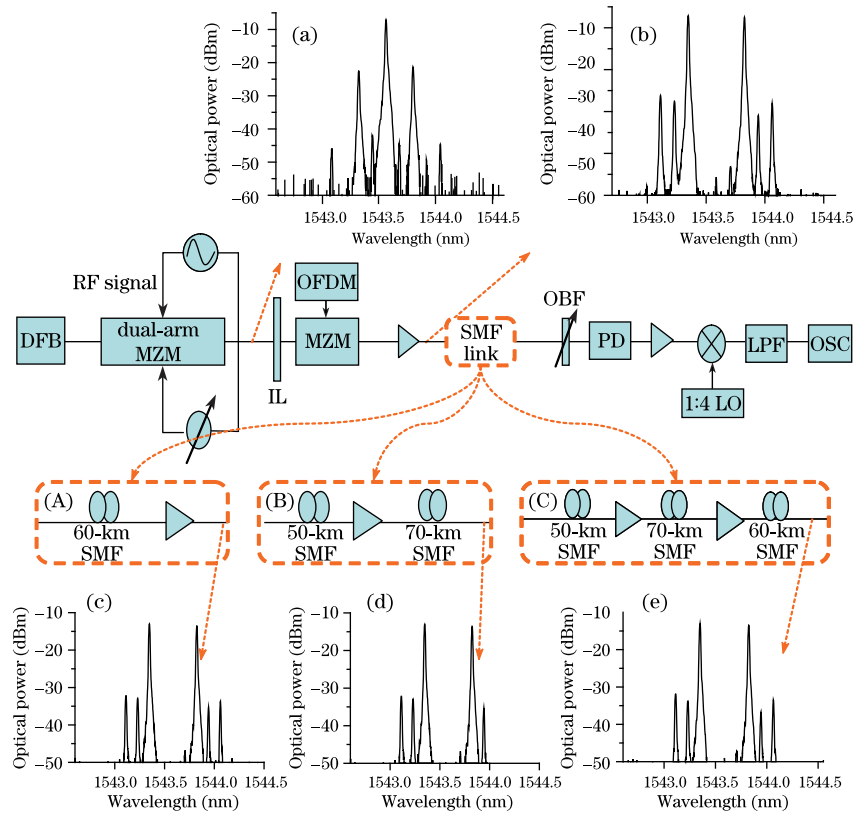 (a)
Optical power (dBm)
−10
−20
−30
−40
−50
−60
1543.0 1543.5 1544.0 1544.5
Wavelength (nm)
(b)
Optical power (dBm)
−10
−20
−30
−40
−50
−60
1543.0 1543.5 1544.0 1544.5
Wavelength (nm)
RF signal
DFB
dual-arm
MZM
IL
OFDM
MZM
SMF
link
OBF
PD
1:4 LO
LPF
OSC
(A)
60-km
SMF
(B)
50-km
SMF
70-km
SMF
(C)
50-km
SMF
70-km
SMF
60-km
SMF
(c)
Optical power (dBm)
−10
−20
−30
−40
−50
1543.0 1543.5 1544.0 1544.5
Wavelength (nm)
(d)
Optical power (dBm)
−10
−20
−30
−40
−50
1543.0 1543.5 1544.0 1544.5
Wavelength (nm)
(e)
Optical power (dBm)
−10
−20
−30
−40
−50
1543.0 1543.5 1544.0 1544.5
Wavelength (nm)